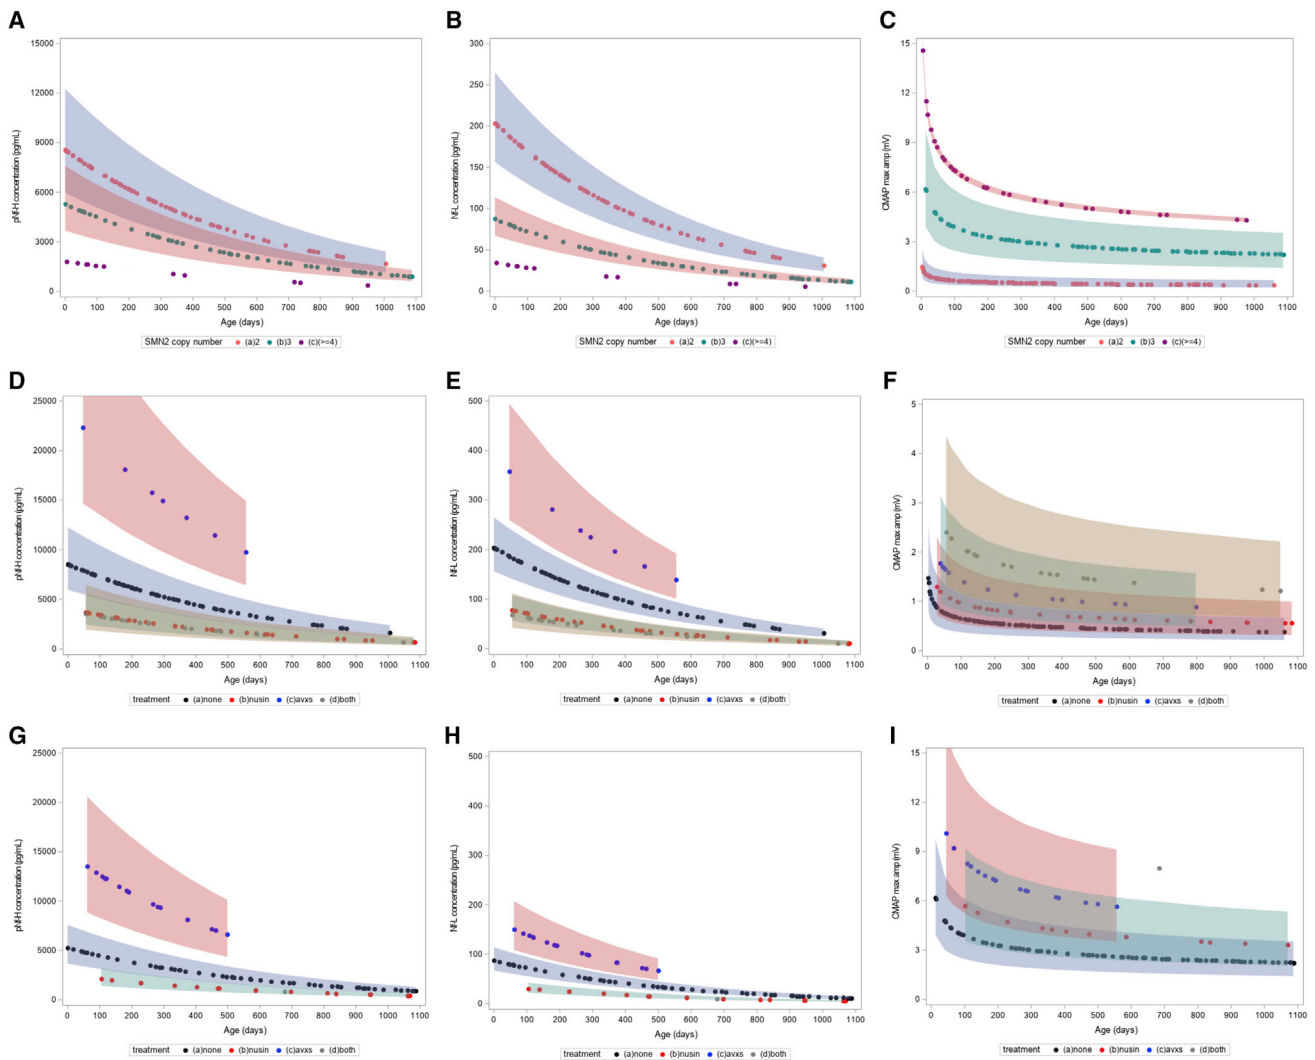 A
15000
12000
9000
6000
3000
0
pNf-H concentration (pg/mL)
0 100 200 300 400 500 600 700 800 900 1000 1100
Age (days)
SMN2 copy number (a)2 (b)3 (c)(>=4)
B
300
250
200
150
100
50
0
NFL concentration (pg/mL)
0 100 200 300 400 500 600 700 800 900 1000 1100
Age (days)
SMN2 copy number (a)2 (b)3 (c)(>=4)
C
15
12
9
6
3
0
CMAP max amp (mV)
0 100 200 300 400 500 600 700 800 900 1000 1100
Age (days)
SMN2 copy number (a)2 (b)3 (c)(>=4)
D
25000
20000
15000
10000
5000
0
pNf-H concentration (pg/mL)
0 100 200 300 400 500 600 700 800 900 1000 1100
Age (days)
treatment (a)none (b)nusin (c)avxs (d)both
E
500
400
300
200
100
0
NFL concentration (pg/mL)
0 100 200 300 400 500 600 700 800 900 1000 1100
Age (days)
treatment (a)none (b)nusin (c)avxs (d)both
F
5
4
3
2
1
0
CMAP max amp (mV)
0 100 200 300 400 500 600 700 800 900 1000 1100
Age (days)
treatment (a)none (b)nusin (c)avxs (d)both
G
25000
20000
15000
10000
5000
0
pNf-H concentration (pg/mL)
0 100 200 300 400 500 600 700 800 900 1000 1100
Age (days)
treatment (a)none (b)nusin (c)avxs (d)both
H
500
400
300
200
100
0
NFL concentration (pg/mL)
0 100 200 300 400 500 600 700 800 900 1000 1100
Age (days)
treatment (a)none (b)nusin (c)avxs (d)both
I
15
12
9
6
3
0
CMAP max amp (mV)
0 100 200 300 400 500 600 700 800 900 1000 1100
Age (days)
treatment (a)none (b)nusin (c)avxs (d)both